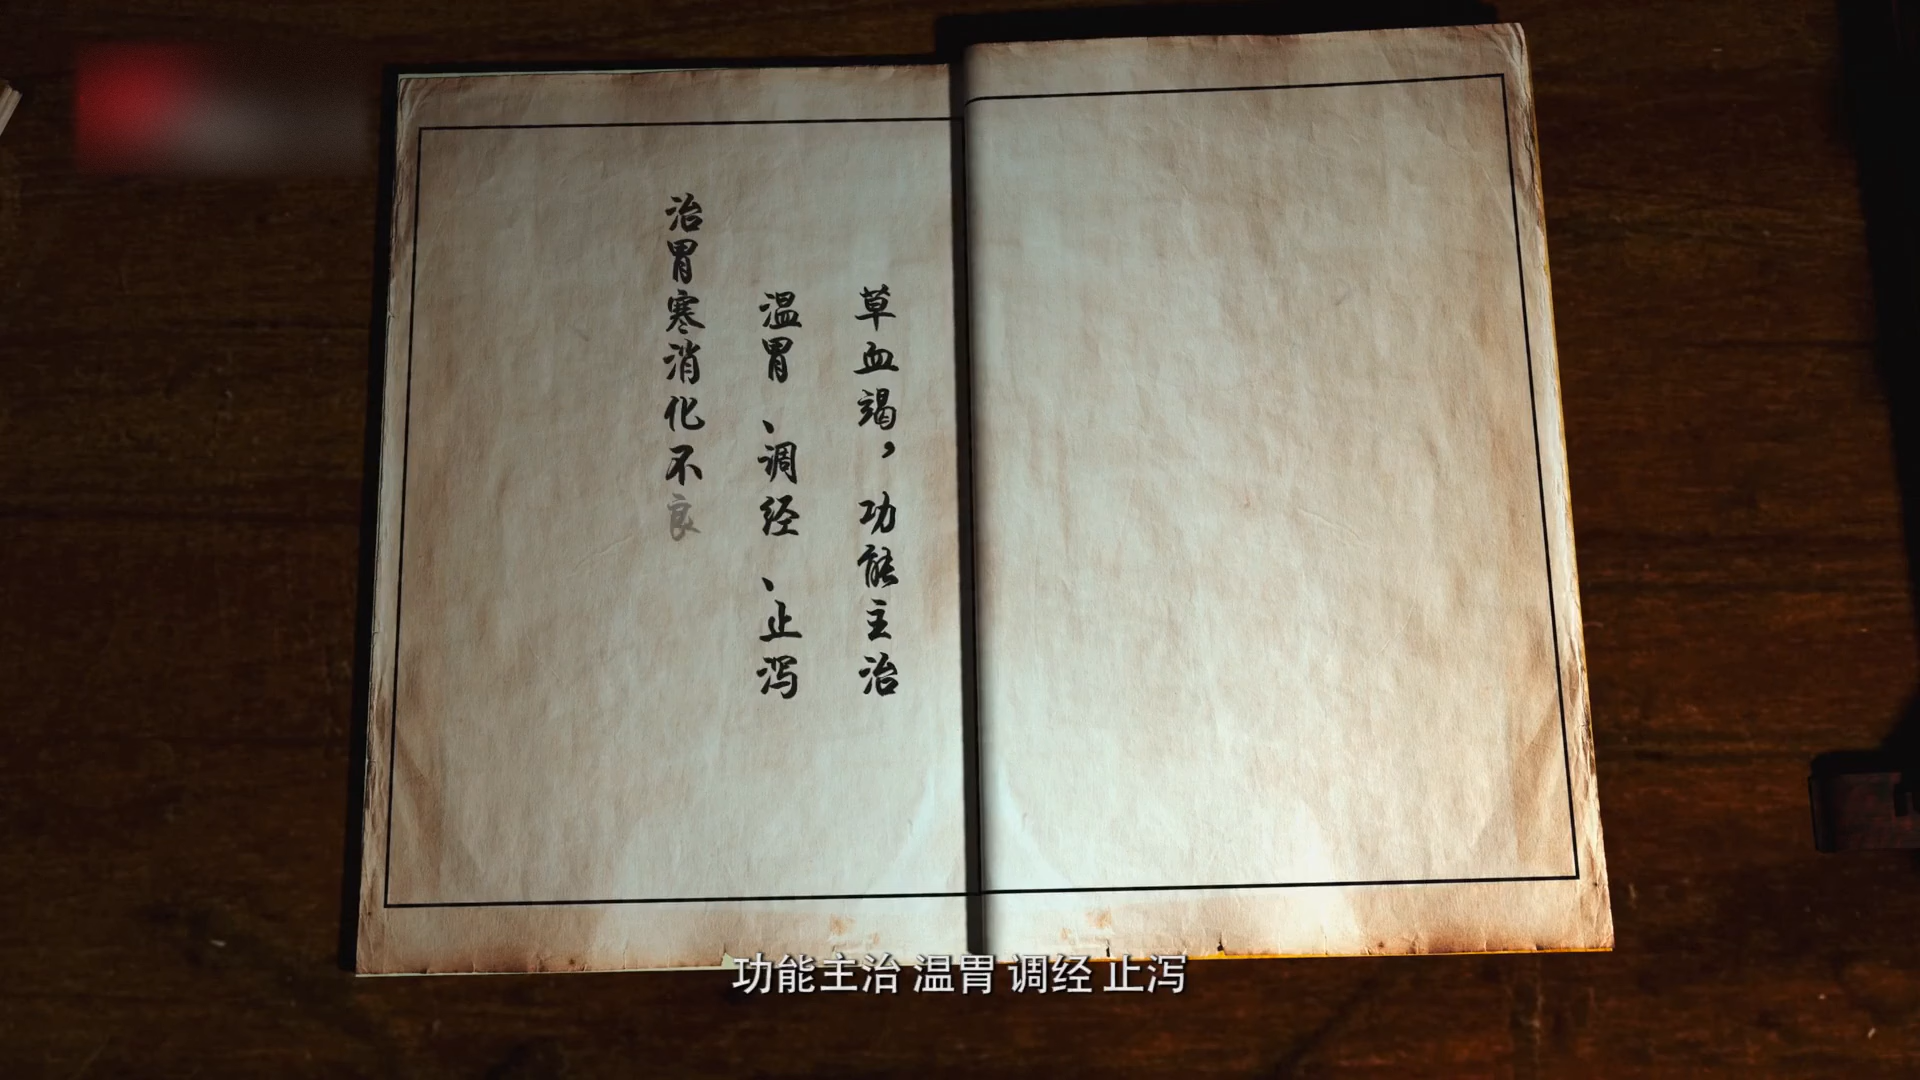 草血竭，功能主治
温胃、调经、止泻
治胃寒消化不良
功能主治 温胃 调经 止泻